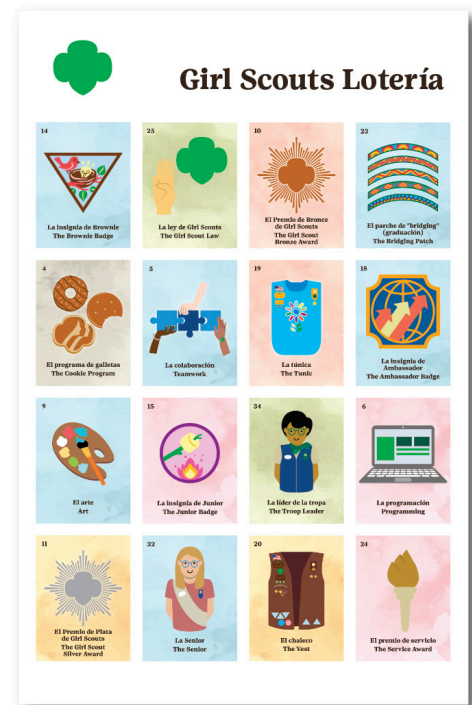 Girl Scouts Lotería
14
La insignia de Brownie
The Brownie Badge
25
La ley de Girl Scouts
The Girl Scout Law
10
El Premio de Bronce
de Girl Scouts
The Girl Scout
Bronze Award
23
El parche de "bridging"
(graduación)
The Bridging Patch
4
El programa de galletas
The Cookie Program
5
La colaboración
Teamwork
19
La túnica
The Tunic
18
La insignia de
Ambassador
The Ambassador Badge
9
El arte
Art
15
La insignia de Junior
The Junior Badge
34
La líder de la tropa
The Troop Leader
6
La programación
Programming
11
El Premio de Plata
de Girl Scouts
The Girl Scout
Silver Award
32
La Senior
The Senior
20
El chaleco
The Vest
24
El premio de servicio
The Service Award